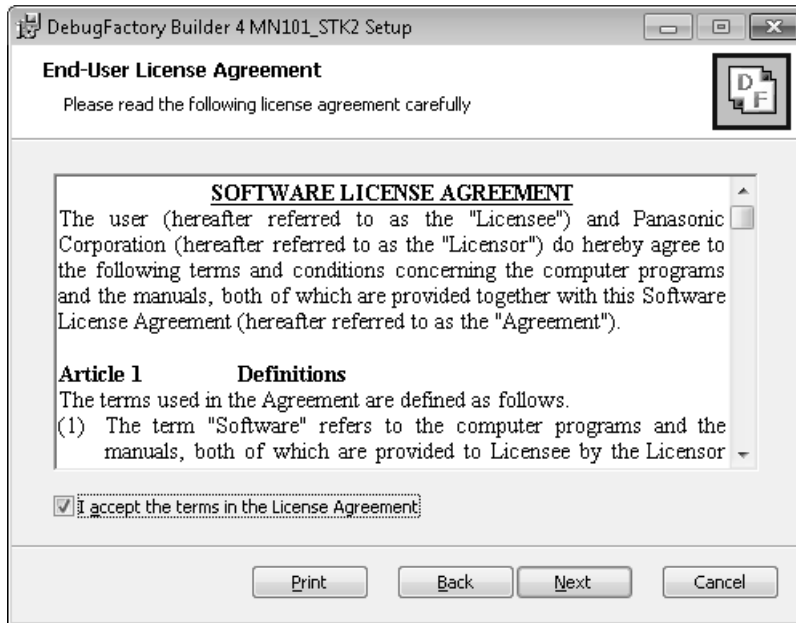 DebugFactory Builder 4 MN101_STK2 Setup
End-User License Agreement
Please read the following license agreement carefully
D
F
SOFTWARE LICENSE AGREEMENT
The user (hereafter referred to as the "Licensee") and Panasonic
Corporation (hereafter referred to as the "Licensor") do hereby agree to
the following terms and conditions concerning the computer programs
and the manuals, both of which are provided together with this Software
License Agreement (hereafter referred to as the "Agreement").
Article 1 Definitions
The terms used in the Agreement are defined as follows.
(1) The term "Software" refers to the computer programs and the
manuals, both of which are provided to Licensee by the Licensor
I accept the terms in the License Agreement
Print Back Next Cancel